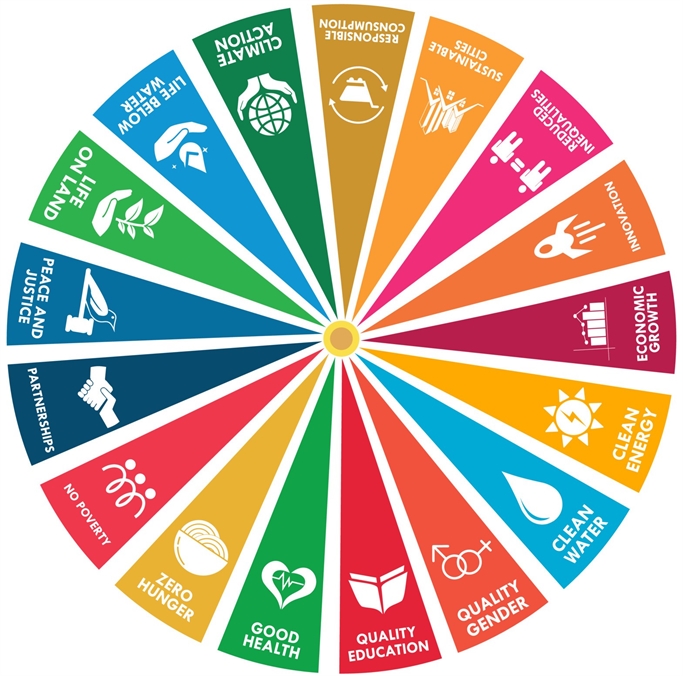 RESPONSIBLE
CONSUMPTION
SUSTAINABLE
CITIES
REDUCED
INEQUALITIES
INNOVATION
ECONOMIC
GROWTH
CLEAN
ENERGY
CLEAN
WATER
QUALITY
GENDER
QUALITY
EDUCATION
GOOD
HEALTH
ZERO
HUNGER
NO POVERTY
PARTNERSHIPS
PEACE AND
JUSTICE
LIFE
ON LAND
LIFE BELOW
WATER
CLIMATE
ACTION